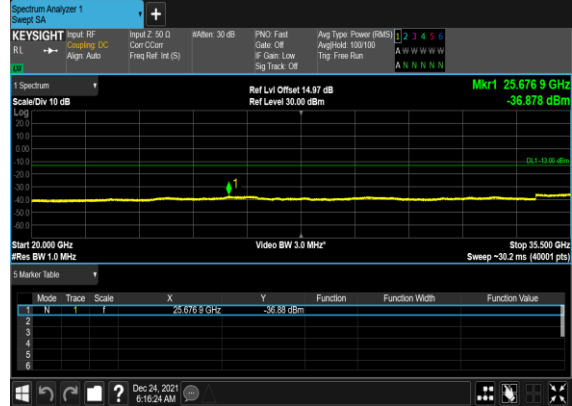 Spectrum Analyzer 1
Swept SA
+
KEYSIGHT Input: RF Input Z: 50 Ω #Atten: 30 dB PNO: Fast Avg Type: Power (RMS) 1 2 3 4 5 6
RL Coupling: DC Corr CCorr Gate: Off Avg|Hold: 100/100 A W W W W W
Align: Auto Freq Ref: Int (S) IF Gain: Low Trig: Free Run
Sig Track: Off A N N N N N
1 Spectrum Ref Lvl Offset 14.97 dB Mkr1 25.676 9 GHz
Scale/Div 10 dB Ref Level 30.00 dBm -36.878 dBm
Log
20.0
10.0
0.00
-10.0
DL1 -13.00 dBm
-20.0
-30.0
1
-40.0
-50.0
-60.0
Start 20.000 GHz Video BW 3.0 MHz* Stop 35.500 GHz
#Res BW 1.0 MHz Sweep ~30.2 ms (40001 pts)
5 Marker Table
Mode Trace Scale X Y Function Function Width Function Value
1 N 1 f 25.676 9 GHz -36.88 dBm
2
3
4
5
6
? Dec 24, 2021
6:16:24 AM